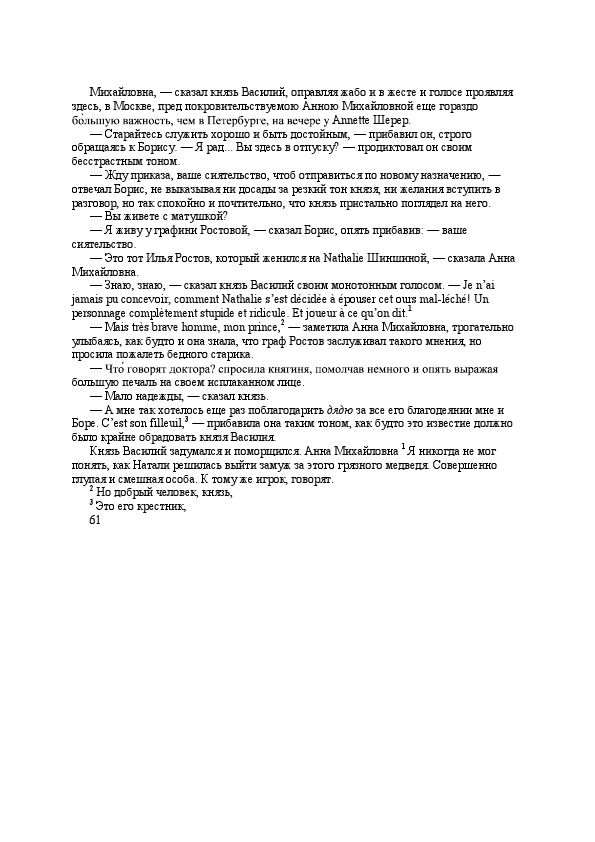 Михайловна, — сказал князь Василий, оправляя жабо и в жесте и голосе проявляя
здесь, в Москве, пред покровительствуемою Анною Михайловной еще гораздо
бо́льшую важность, чем в Петербурге, на вечере у Annette Шерер.
— Старайтесь служить хорошо и быть достойным, — прибавил он, строго
обращаясь к Борису. — Я рад... Вы здесь в отпуску? — продиктовал он своим
бесстрастным тоном.
— Жду приказа, ваше сиятельство, чтоб отправиться по новому назначению, —
отвечал Борис, не выказывая ни досады за резкий тон князя, ни желания вступить в
разговор, но так спокойно и почтительно, что князь пристально поглядел на него.
— Вы живете с матушкой?
— Я живу у графини Ростовой, — сказал Борис, опять прибавив: — ваше
сиятельство.
— Это тот Илья Ростов, который женился на Nathalie Шиншиной, — сказала Анна
Михайловна.
— Знаю, знаю, — сказал князь Василий своим монотонным голосом. — Je n’ai
jamais pu concevoir, comment Nathalie s’est décidée à épouser cet ours mal-léché! Un
personnage complètement stupide et ridicule. Et joueur à ce qu’on dit.1
— Mais très brave homme, mon prince,2 — заметила Анна Михайловна, трогательно
улыбаясь, как будто и она знала, что граф Ростов заслуживал такого мнения, но
просила пожалеть бедного старика.
— Что́ говорят доктора? спросила княгиня, помолчав немного и опять выражая
большую печаль на своем исплаканном лице.
— Мало надежды, — сказал князь.
— А мне так хотелось еще раз поблагодарить дядю за все его благодеянии мне и
Боре. C’est son filleuil,3 — прибавила она таким тоном, как будто это известие должно
было крайне обрадовать князя Василия.
Князь Василий задумался и поморщился. Анна Михайловна 1 Я никогда не мог
понять, как Натали решилась выйти замуж за этого грязного медведя. Совершенно
глупая и смешная особа. К тому же игрок, говорят.
2 Но добрый человек, князь,
3 Это его крестник,
61